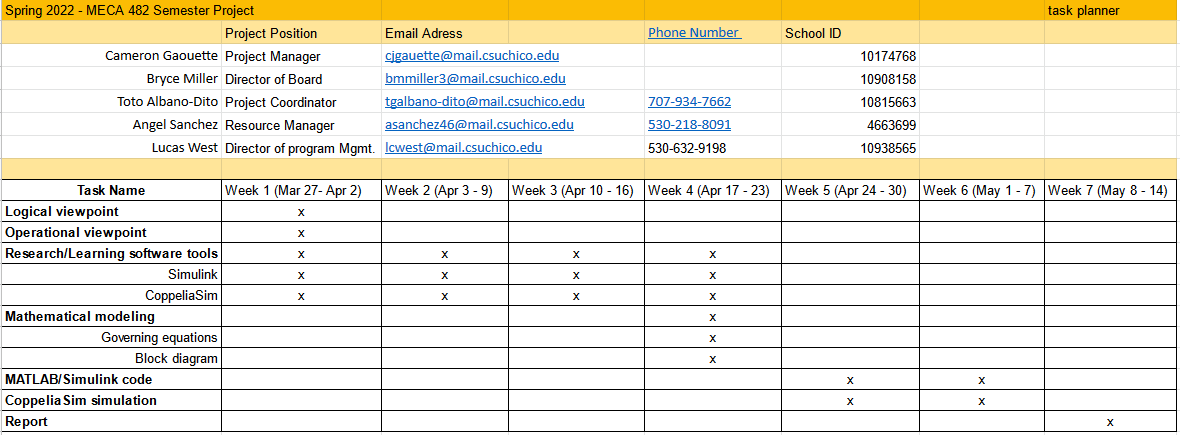 Spring 2022 - MECA 482 Semester Project task planner
Project Position Email Adress Phone Number School ID
Cameron Gaouette Project Manager cjgauette@mail.csuchico.edu 10174768
Bryce Miller Director of Board bmmiller3@mail.csuchico.edu 10908158
Toto Albano-Dito Project Coordinator tgalbano-dito@mail.csuchico.edu 707-934-7662 10815663
Angel Sanchez Resource Manager asanchez46@mail.csuchico.edu 530-218-8091 4663699
Lucas West Director of program Mgmt. lcwest@mail.csuchico.edu 530-632-9198 10938565
Task Name Week 1 (Mar 27- Apr 2) Week 2 (Apr 3 - 9) Week 3 (Apr 10 - 16) Week 4 (Apr 17 - 23) Week 5 (Apr 24 - 30) Week 6 (May 1 - 7) Week 7 (May 8 - 14)
Logical viewpoint x
Operational viewpoint x
Research/Learning software tools x x x x
Simulink x x x x
CoppeliaSim x x x x
Mathematical modeling x
Governing equations x
Block diagram x
MATLAB/Simulink code x x
CoppeliaSim simulation x x
Report x